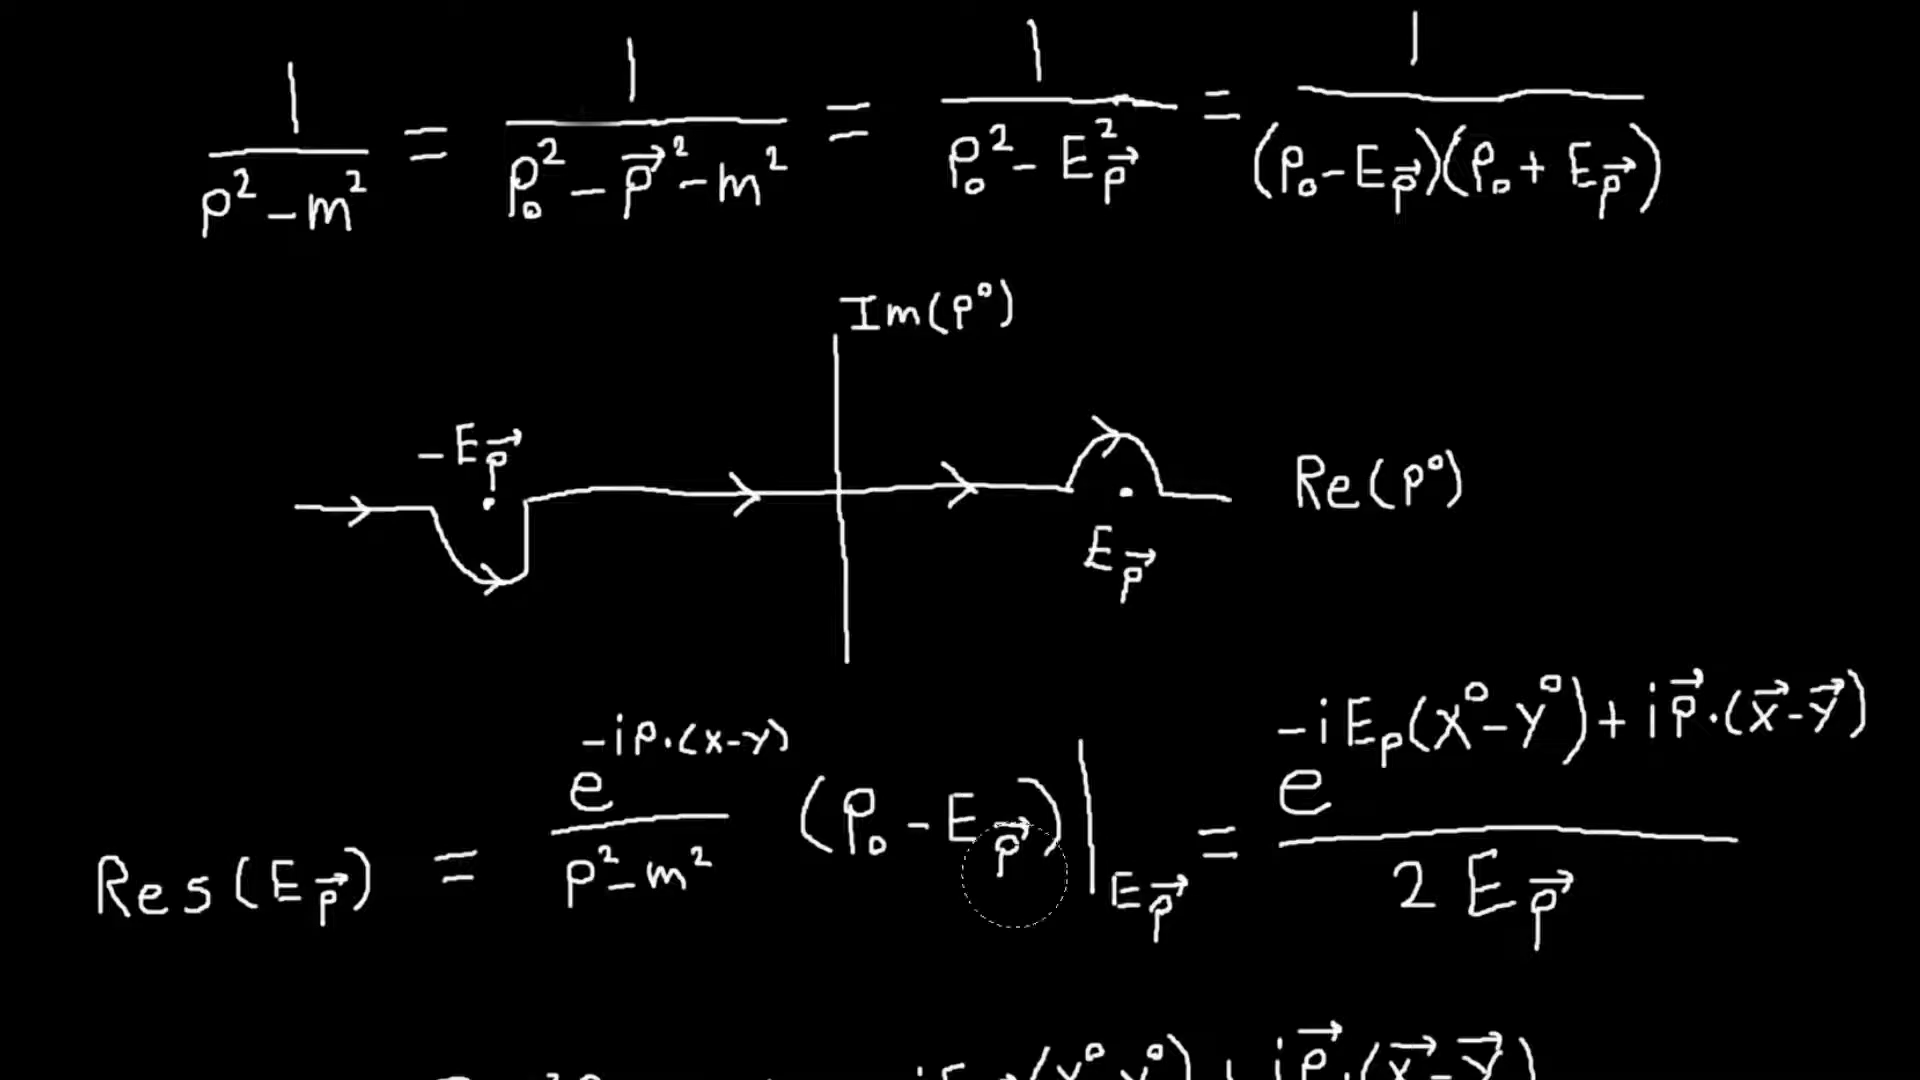 1/(p² - m²) = 1/(p₀² - p⃗² - m²) = 1/(p₀² - E_p⃗²) = 1/((p₀ - E_p⃗)(p₀ + E_p⃗))
Im(p⁰)
-E_p⃗
Re(p⁰)
E_p⃗
Res(E_p⃗) = e^(-ip·(x-y))/(p² - m²) (p₀ - E_p⃗)|_E_p⃗ = e^(-iE_p(x⁰-y⁰)+ip⃗·(x⃗-y⃗))/(2E_p⃗)